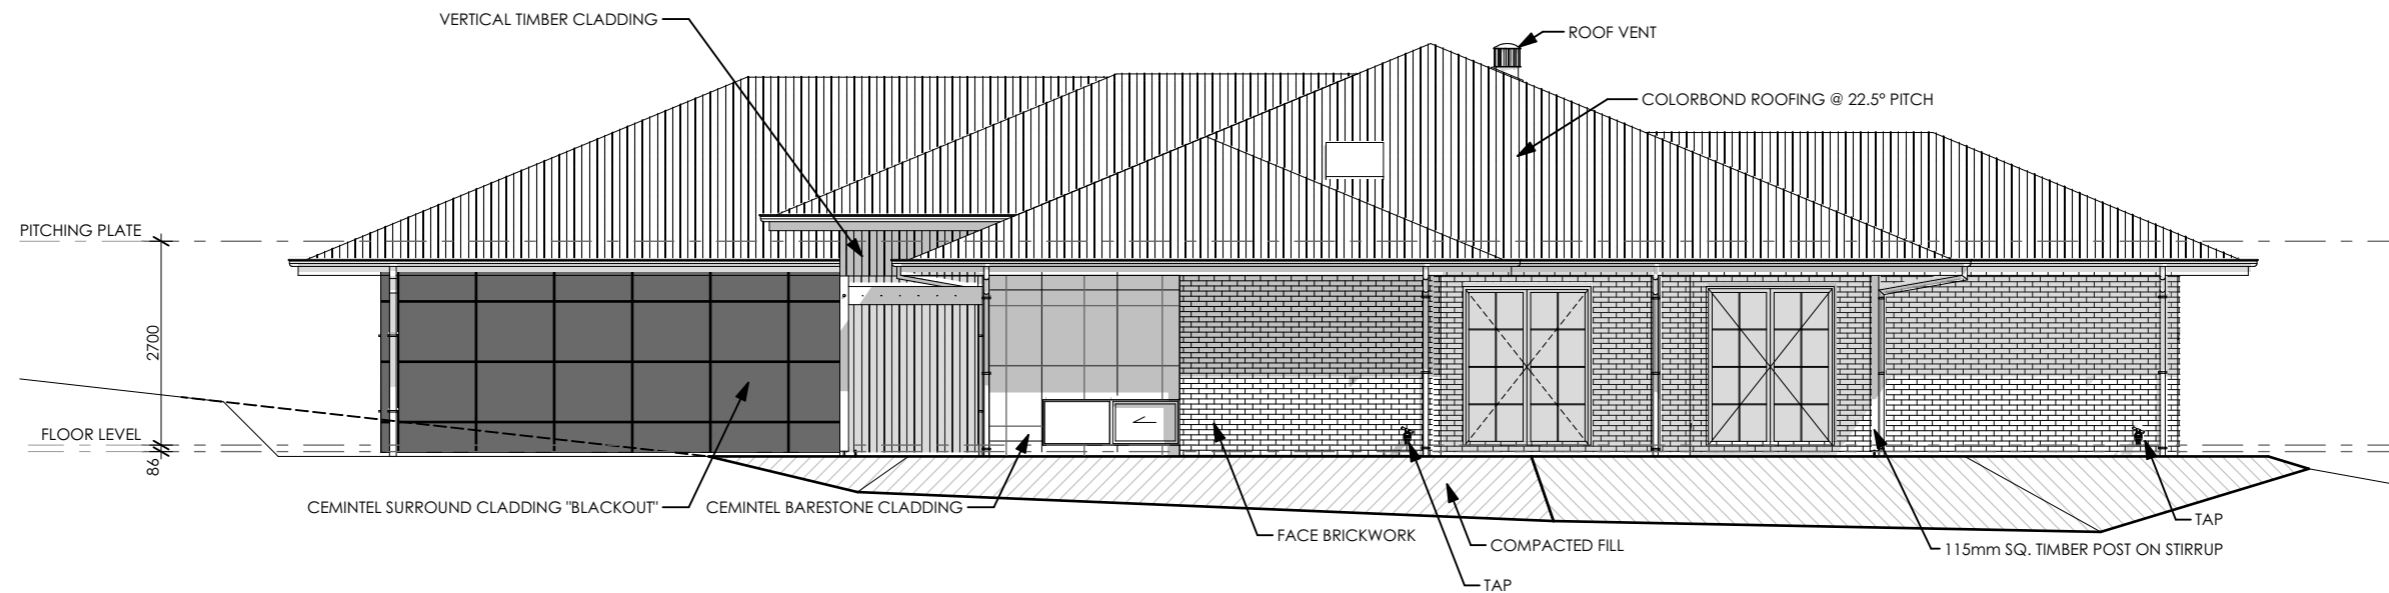 VERTICAL TIMBER CLADDING
ROOF VENT
COLORBOND ROOFING @ 22.5° PITCH
PITCHING PLATE
2700
FLOOR LEVEL
86
CEMINTEL SURROUND CLADDING "BLACKOUT"
CEMINTEL BARESTONE CLADDING
FACE BRICKWORK
COMPACTED FILL
TAP
115mm SQ. TIMBER POST ON STIRRUP
TAP